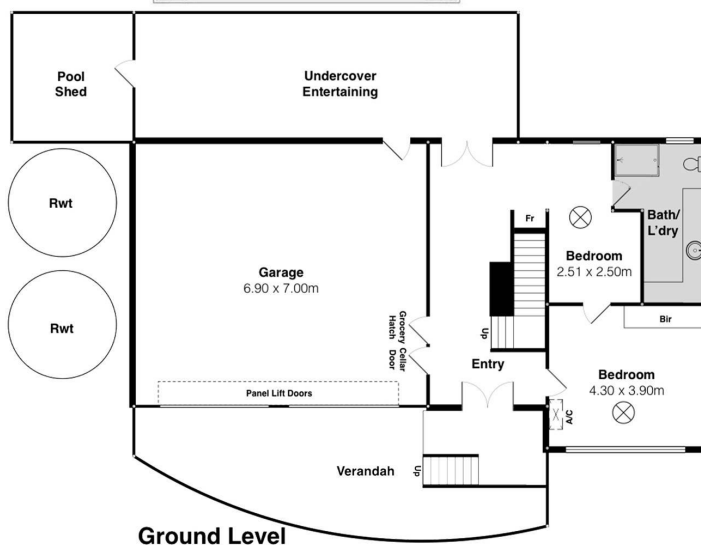 Pool
Shed
Undercover
Entertaining
Rwt
Fr
Bath/
L'dry
Bedroom
2.51 x 2.50m
Garage
6.90 x 7.00m
Rwt
Grocery
Hatch
Cellar
Door
Up
Bir
Entry
Bedroom
4.30 x 3.90m
Panel Lift Doors
A/C
Verandah
Up
Ground Level